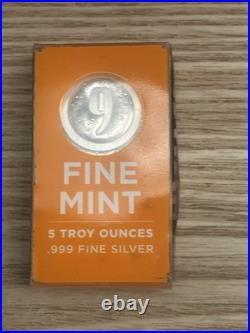 9
FINE
MINT
5 TROY OUNCES
.999 FINE SILVER